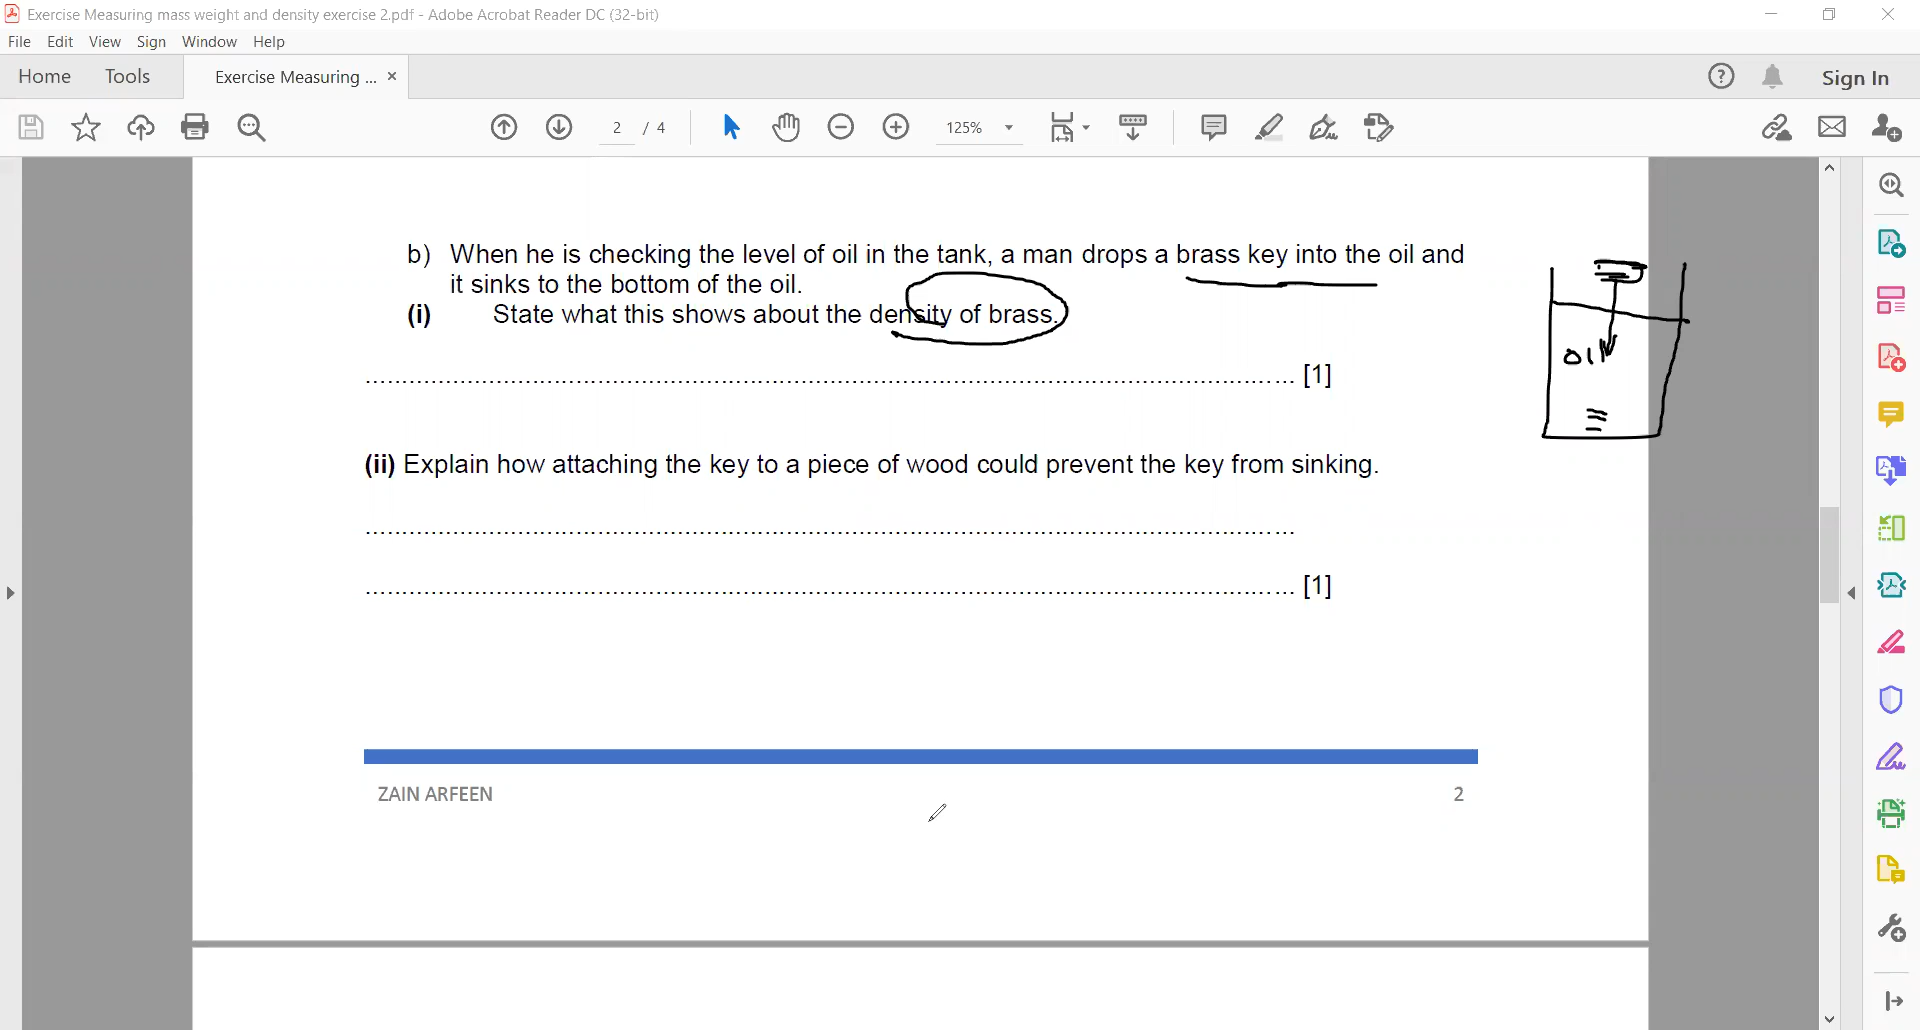 Exercise Measuring mass weight and density exercise 2.pdf - Adobe Acrobat Reader DC (32-bit)
File Edit View Sign Window Help
Home Tools Exercise Measuring ... × Sign In
2 / 4 125%
b) When he is checking the level of oil in the tank, a man drops a brass key into the oil and
it sinks to the bottom of the oil.
(i) State what this shows about the density of brass.
.......................................................................................................................... [1]
oil
(ii) Explain how attaching the key to a piece of wood could prevent the key from sinking.
..........................................................................................................................
.......................................................................................................................... [1]
ZAIN ARFEEN 2